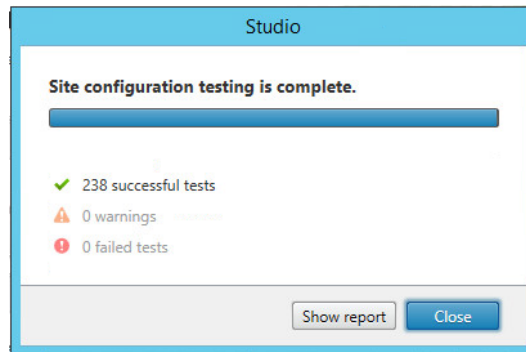 Studio
Site configuration testing is complete.
238 successful tests
0 warnings
0 failed tests
Show report
Close